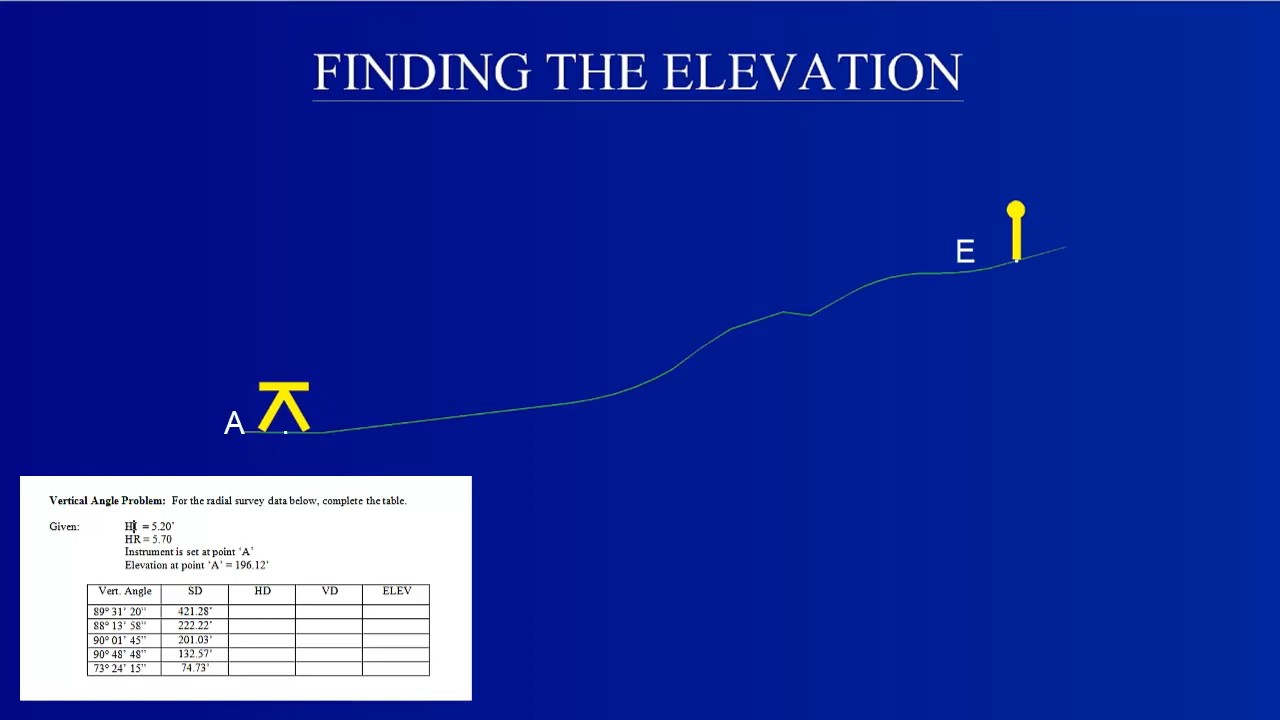 FINDING THE ELEVATION
E
A
Vertical Angle Problem: For the radial survey data below, complete the table.
Given: HI = 5.20'
HR = 5.70
Instrument is set at point ‘A’
Elevation at point ‘A’ = 196.12’
Vert. Angle SD HD VD ELEV
89° 31’ 20” 421.28’
88° 13’ 58” 222.22’
90° 01’ 45” 201.03’
90° 48’ 48” 132.57’
73° 24’ 15” 74.73’